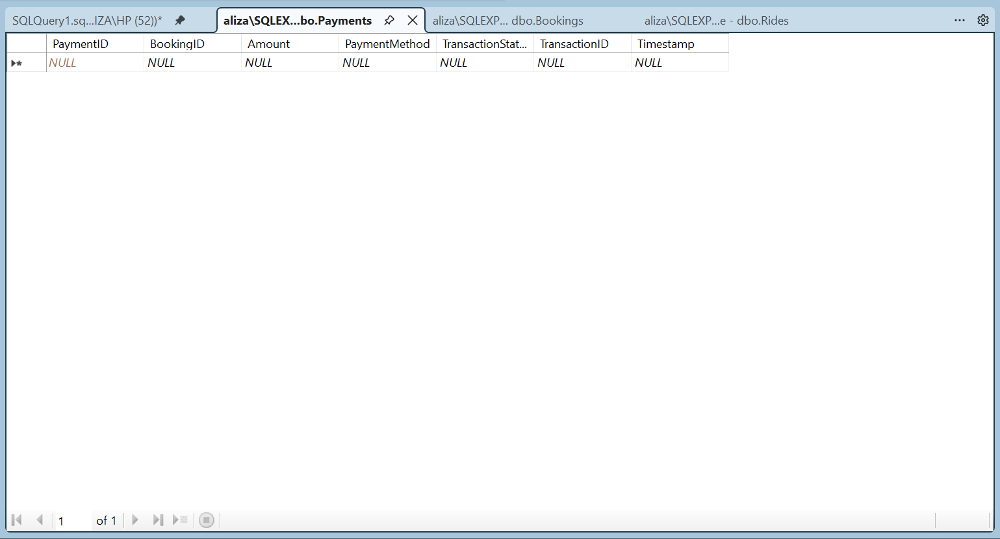 SQLQuery1.sq...IZA\HP (52))* aliza\SQLEX...bo.Payments aliza\SQLEXP... dbo.Bookings aliza\SQLEXP...e - dbo.Rides
PaymentID BookingID Amount PaymentMethod TransactionStat... TransactionID Timestamp
NULL NULL NULL NULL NULL NULL NULL
1 of 1